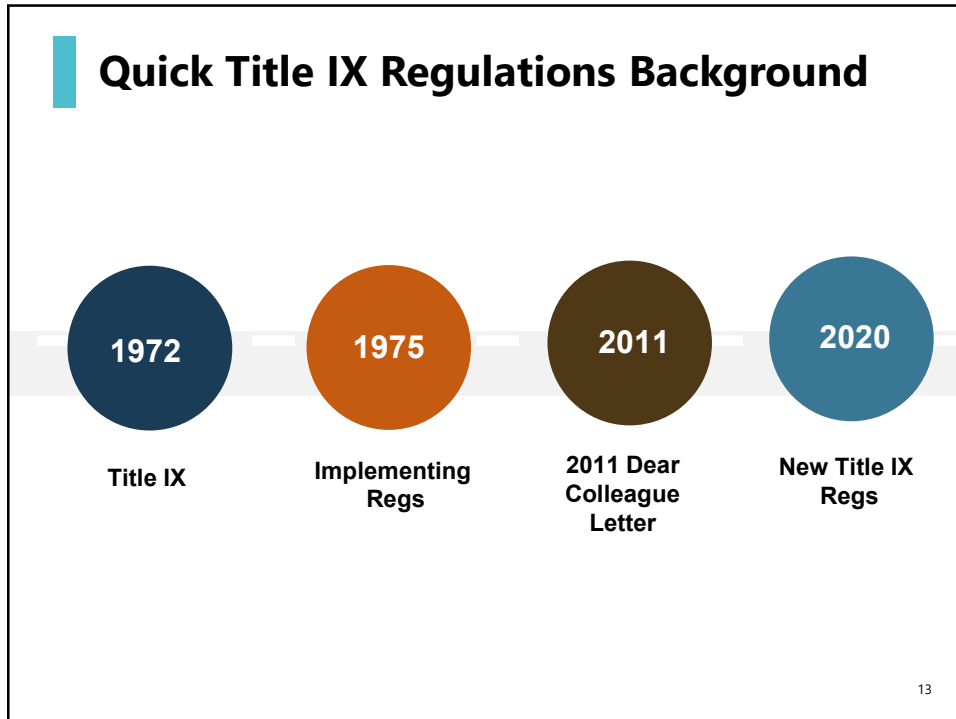 Quick Title IX Regulations Background
1972
1975
2011
2020
Title IX
Implementing
Regs
2011 Dear
Colleague
Letter
New Title IX
Regs
13